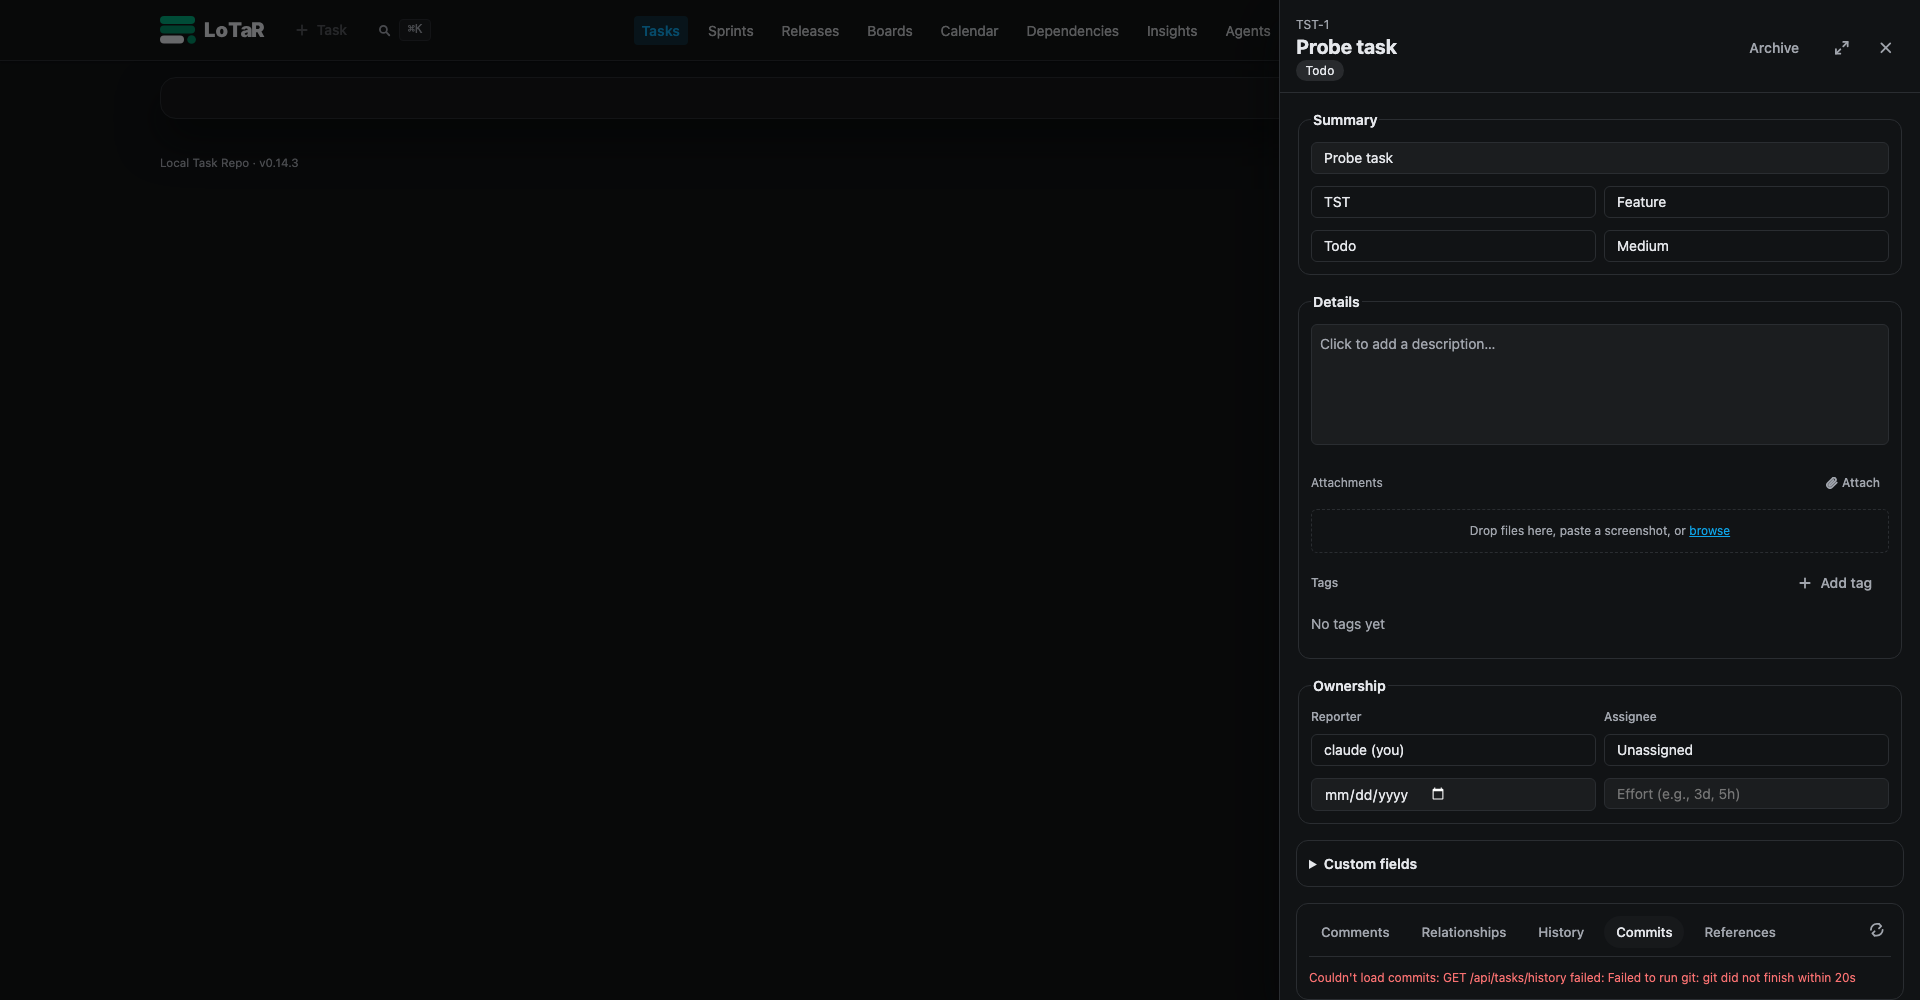 LoTaR
+ Task
⌘K
Tasks
Sprints
Releases
Boards
Calendar
Dependencies
Insights
Agents
Local Task Repo · v0.14.3
TST-1
Probe task
Todo
Archive
Summary
Probe task
TST
Feature
Todo
Medium
Details
Click to add a description...
Attachments
Attach
Drop files here, paste a screenshot, or browse
Tags
+ Add tag
No tags yet
Ownership
Reporter
Assignee
claude (you)
Unassigned
mm/dd/yyyy
Effort (e.g., 3d, 5h)
Custom fields
Comments
Relationships
History
Commits
References
Couldn't load commits: GET /api/tasks/history failed: Failed to run git: git did not finish within 20s